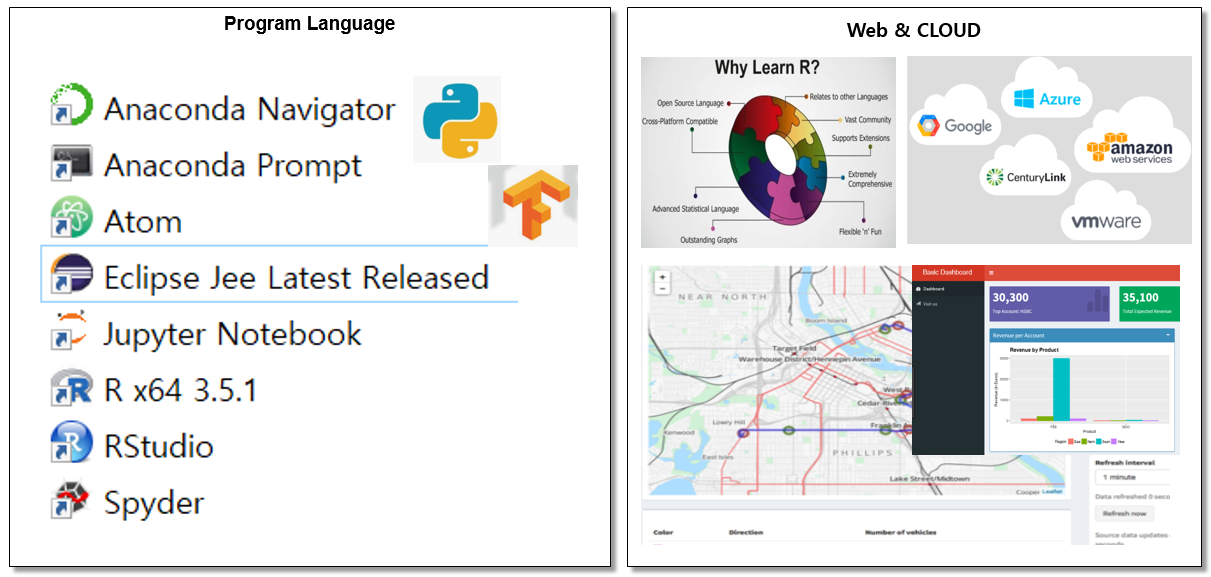 Program Language
Anaconda Navigator
Anaconda Prompt
Atom
Eclipse Jee Latest Released
Jupyter Notebook
R x64 3.5.1
RStudio
Spyder
Web & CLOUD
Why Learn R?
Open Source Language
Relates to other Languages
Cross-Platform Compatible
Vast Community
Supports Extensions
Extremely
Comprehensive
Advanced Statistical Language
Flexible 'n' Fun
Outstanding Graphs
Azure
Google
amazon
web services
CenturyLink
vmware
+
−
NEAR NORTH
Boom Island
Target Field
Warehouse District/Hennepin Avenue
West
Cedar-Riverside
Lowry Hill
Franklin
Kenwood
East Isles
PHILLIPS
Lake Street/Midtown
Cooper
Leaflet
Color
Direction
Number of vehicles
Basic Dashboard
Dashboard
Visit us
30,300
Top Account HSBC
35,100
Total Expected Revenue
Revenue per Account
Revenue by Product
Revenue (in Euros)
Product
Region
East
North
South
West
Refresh interval
1 minute
Data refreshed 0 seco
Refresh now
Source data updates
seconds